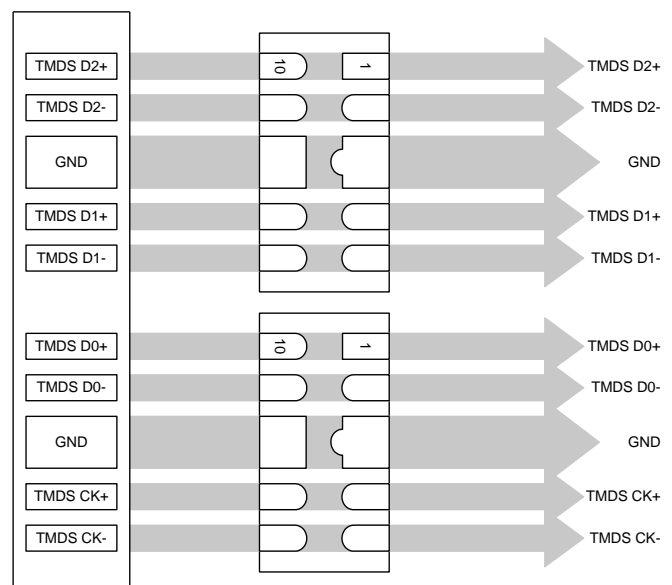 TMDS D2+ 10 1 TMDS D2+
TMDS D2- TMDS D2-
GND GND
TMDS D1+ TMDS D1+
TMDS D1- TMDS D1-
TMDS D0+ 10 1 TMDS D0+
TMDS D0- TMDS D0-
GND GND
TMDS CK+ TMDS CK+
TMDS CK- TMDS CK-